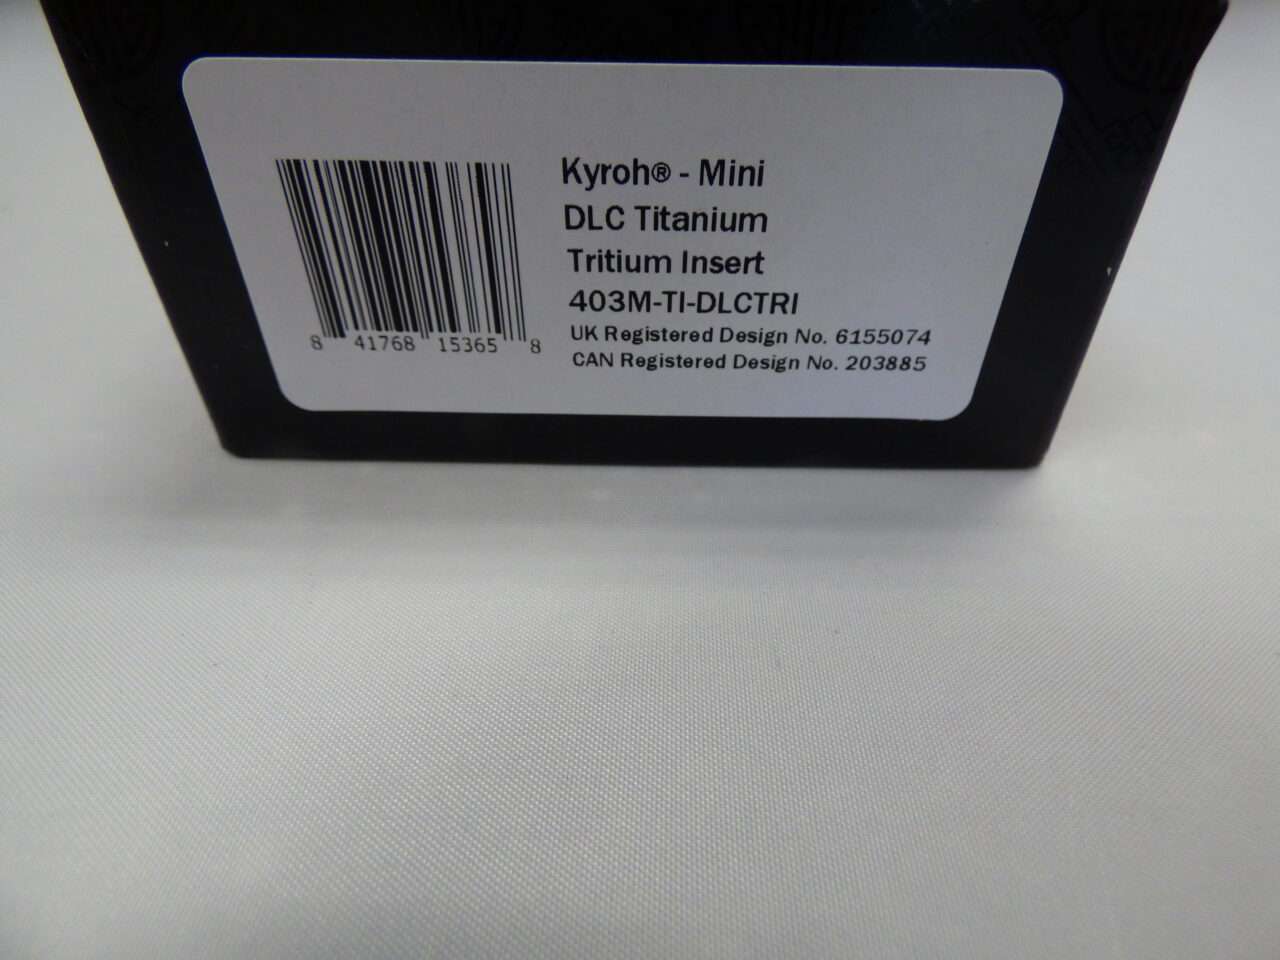 Kyroh® - Mini
DLC Titanium
Tritium Insert
403M-TI-DLCTRI
UK Registered Design No. 6155074
CAN Registered Design No. 203885
8 41768 15365 8